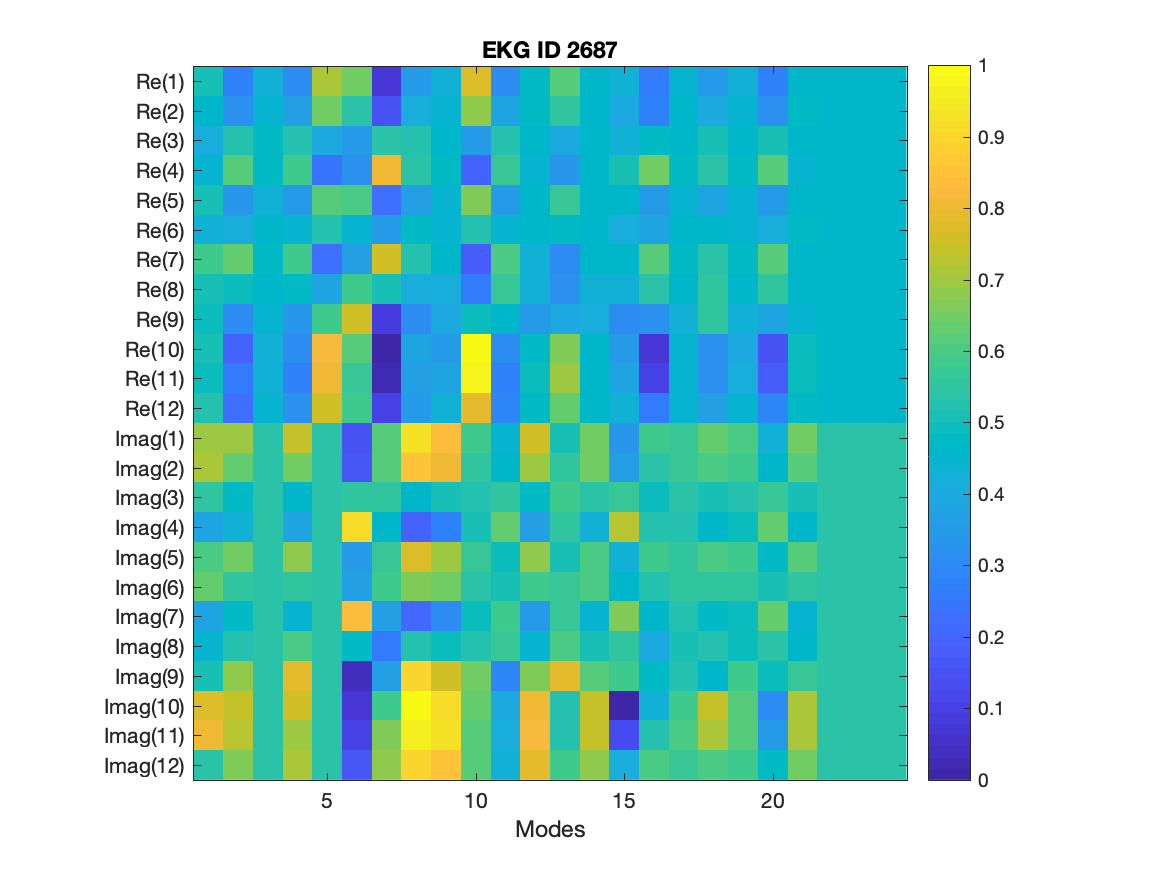 EKG ID 2687
Re(1)
Re(2)
Re(3)
Re(4)
Re(5)
Re(6)
Re(7)
Re(8)
Re(9)
Re(10)
Re(11)
Re(12)
Imag(1)
Imag(2)
Imag(3)
Imag(4)
Imag(5)
Imag(6)
Imag(7)
Imag(8)
Imag(9)
Imag(10)
Imag(11)
Imag(12)
5 10 15 20
Modes
1
0.9
0.8
0.7
0.6
0.5
0.4
0.3
0.2
0.1
0